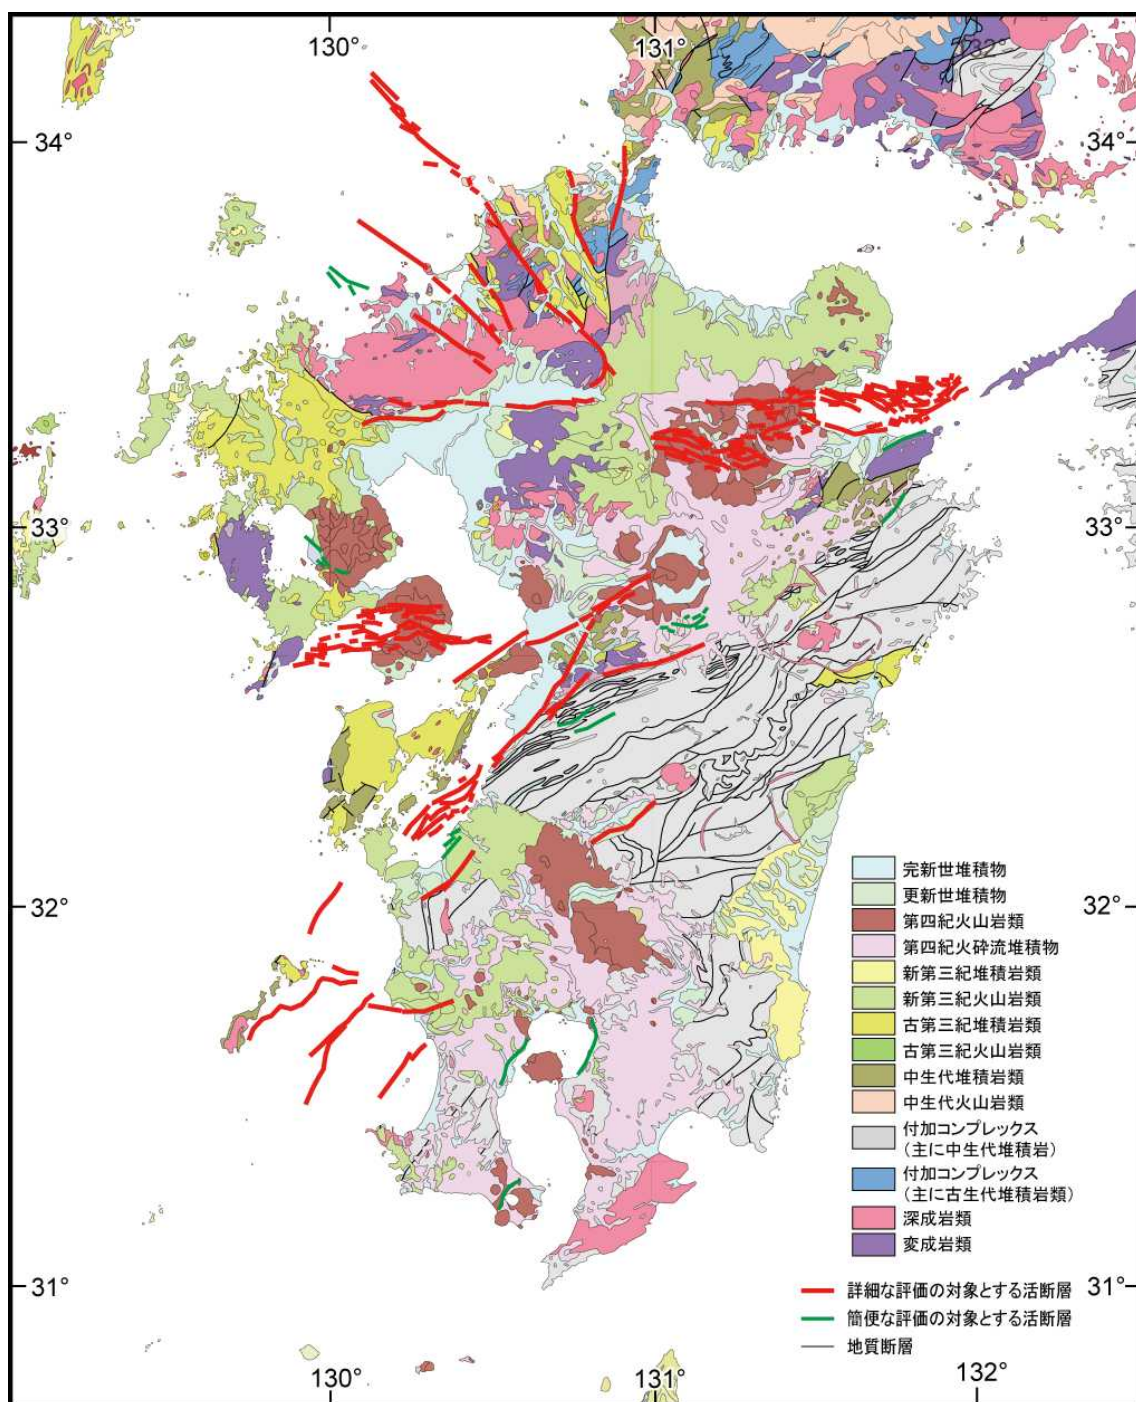 130°
131°
132°
34°
34°
33°
33°
32°
32°
完新世堆積物
更新世堆積物
第四紀火山岩類
第四紀火砕流堆積物
新第三紀堆積岩類
新第三紀火山岩類
古第三紀堆積岩類
古第三紀火山岩類
中生代堆積岩類
中生代火山岩類
付加コンプレックス
(主に中生代堆積岩)
付加コンプレックス
(主に古生代堆積岩類)
深成岩類
変成岩類
31°
31°
詳細な評価の対象とする活断層
簡便な評価の対象とする活断層
地質断層
130°
131°
132°